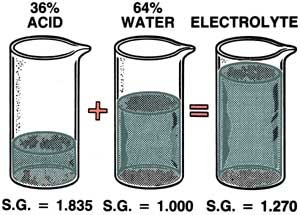 36% 64%
ACID WATER ELECTROLYTE
+ =
S.G. = 1.835 S.G. = 1.000 S.G. = 1.270